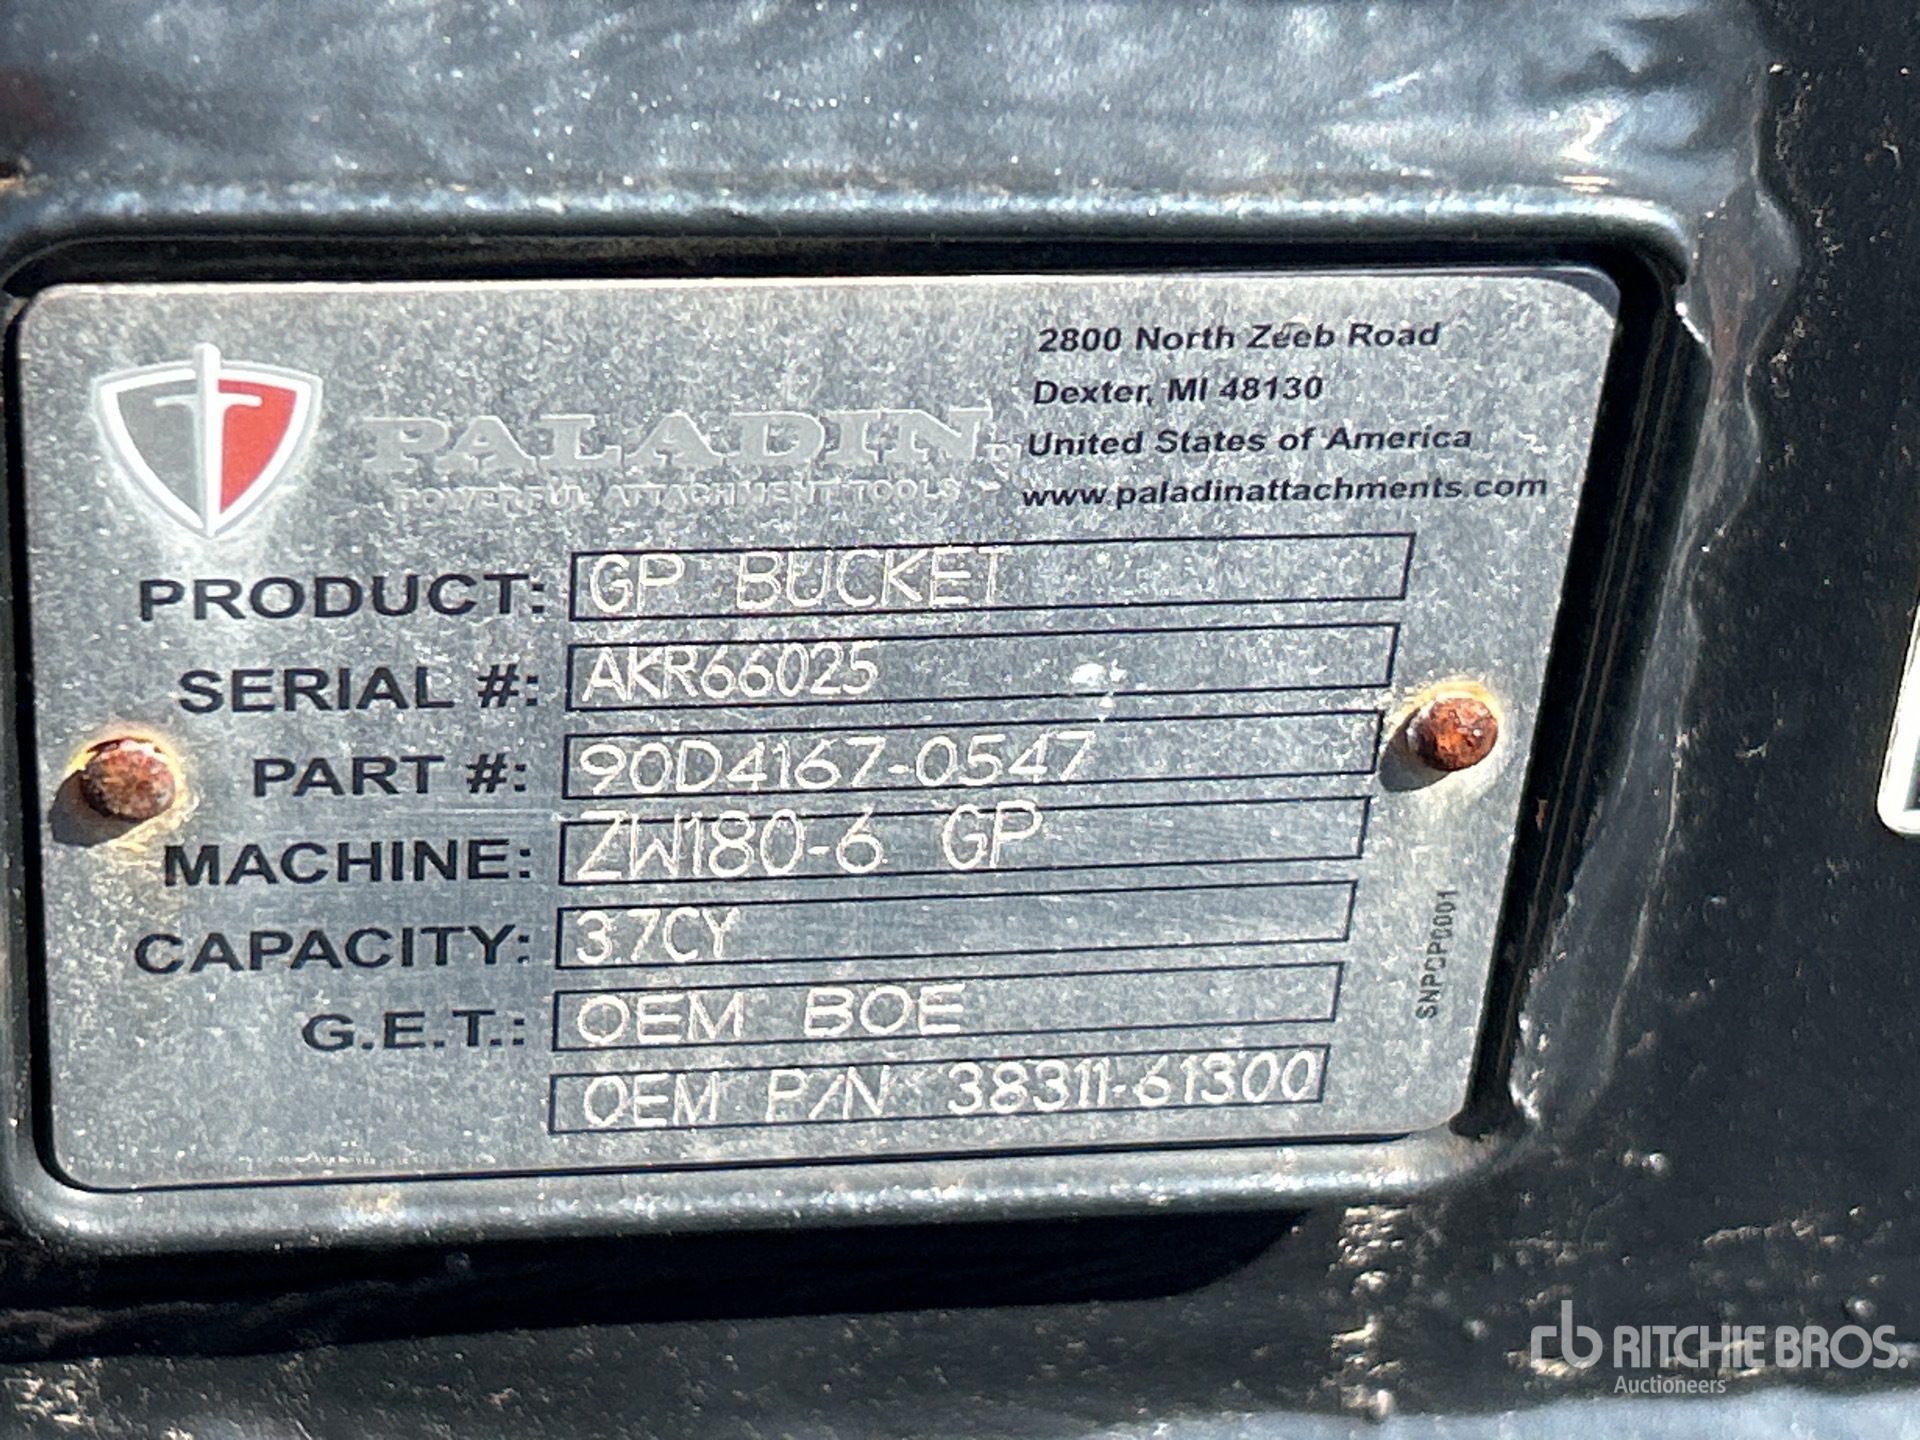 PALADIN
POWERFUL ATTACHMENT TOOLS
2800 North Zeeb Road
Dexter, MI 48130
United States of America
www.paladinattachments.com
PRODUCT: GP BUCKET
SERIAL #: AKR66025
PART #: 90D4167-0547
MACHINE: ZW180-6 GP
CAPACITY: 3.7CY
G.E.T.: OEM BOE
OEM P/N 38311-61300
SNPCP0001
rb RITCHIE BROS.
Auctioneers